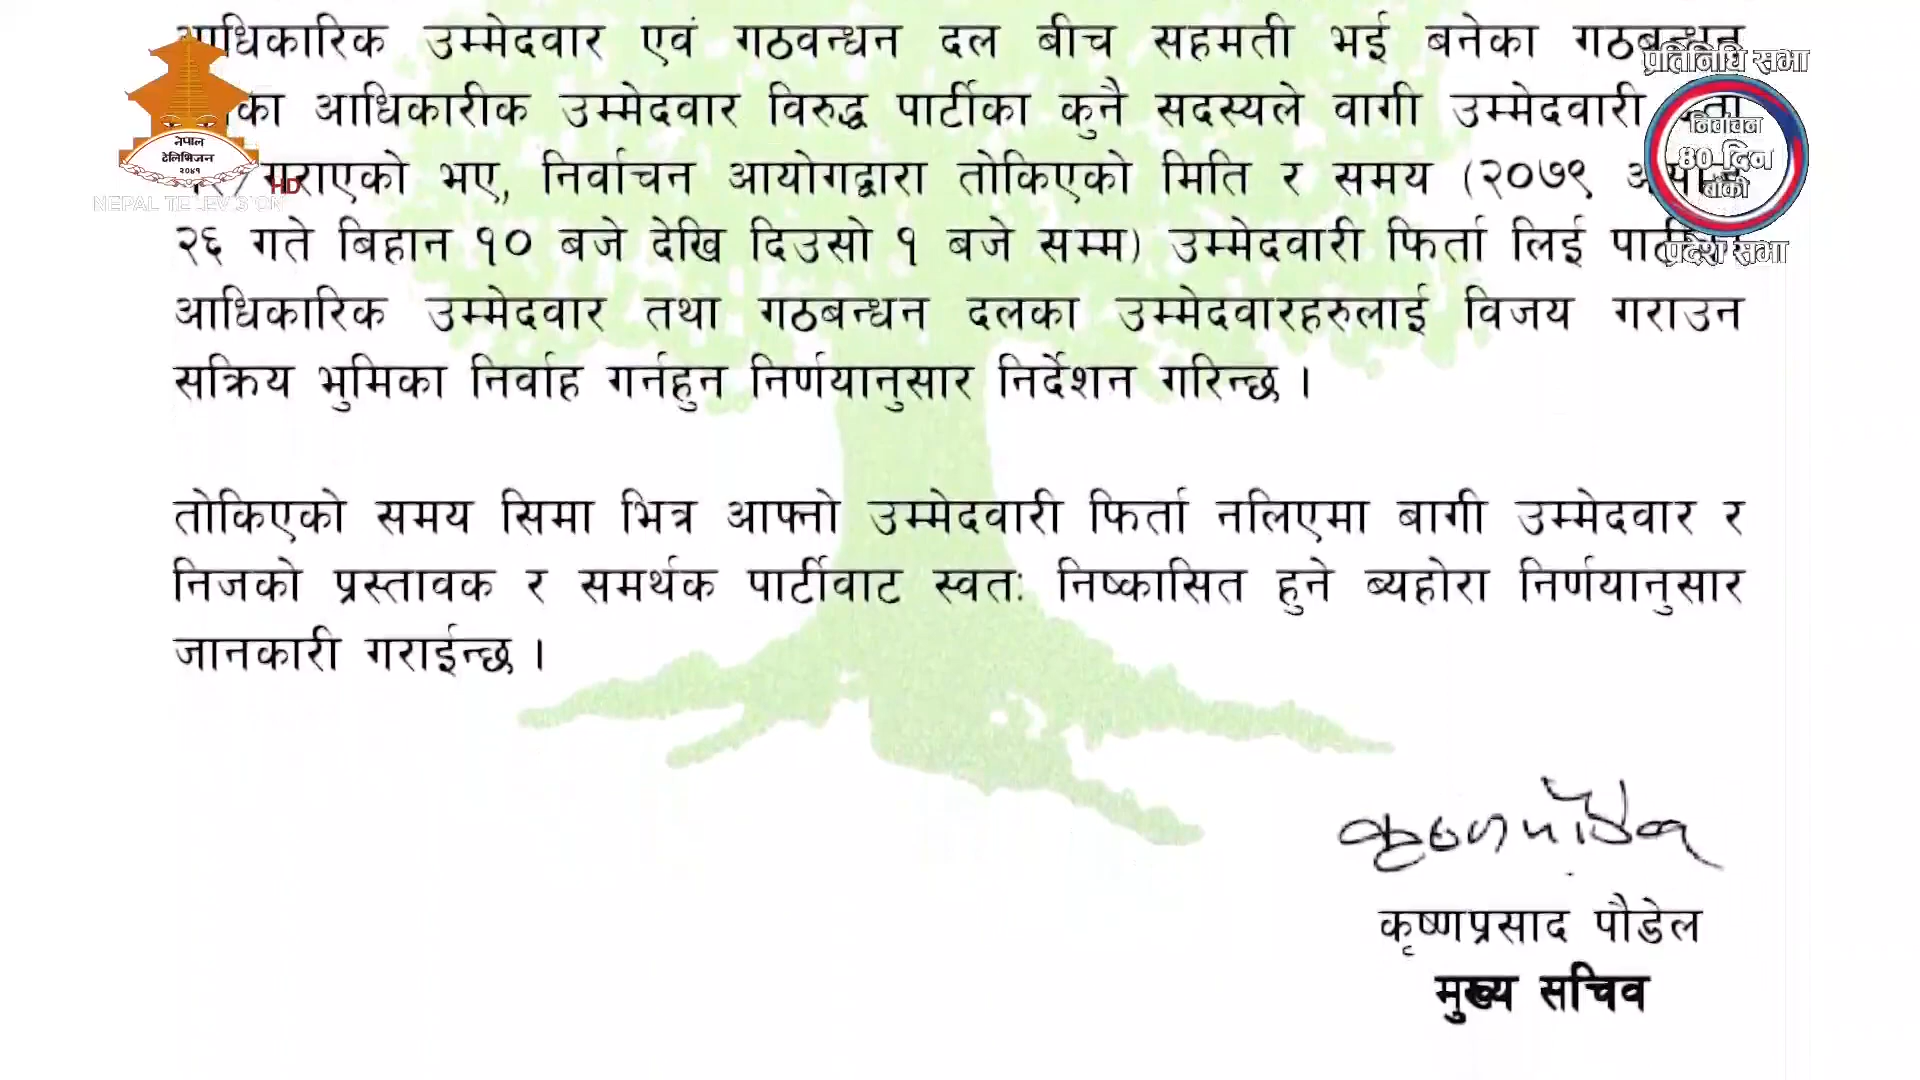 उम्मेदवार एवं गठवन्धन दल बीच सहमती भई बनेका
आधिकारीक उम्मेदवार विरुद्ध पार्टीका कुनै सदस्यले वागी उम्मेदवारी
भए, निर्वाचन आयोगद्वारा तोकिएको मिति र समय (२०७९
२६ गते बिहान १० बजे देखि दिउसो १ बजे सम्म) उम्मेदवारी फिर्ता लिई
आधिकारिक उम्मेदवार तथा गठबन्धन दलका उम्मेदवारहरुलाई विजय गराउन
सक्रिय भुमिका निर्वाह गर्नहुन निर्णयानुसार निर्देशन गरिन्छ ।
तोकिएको समय सिमा भित्र आफ्नो उम्मेदवारी फिर्ता नलिएमा बागी उम्मेदवार र
निजको प्रस्तावक र समर्थक पार्टीवाट स्वतः निष्कासित हुने ब्यहोरा निर्णयानुसार
जानकारी गराईन्छ ।
कृष्णप्रसाद पौडेल
मुख्य सचिव
नेपाल
टेलिभिजन
२०४१
HD
NEPAL TELEVISION
प्रतिनिधि सभा
निर्वाचन
बाँकी
प्रदेश सभा